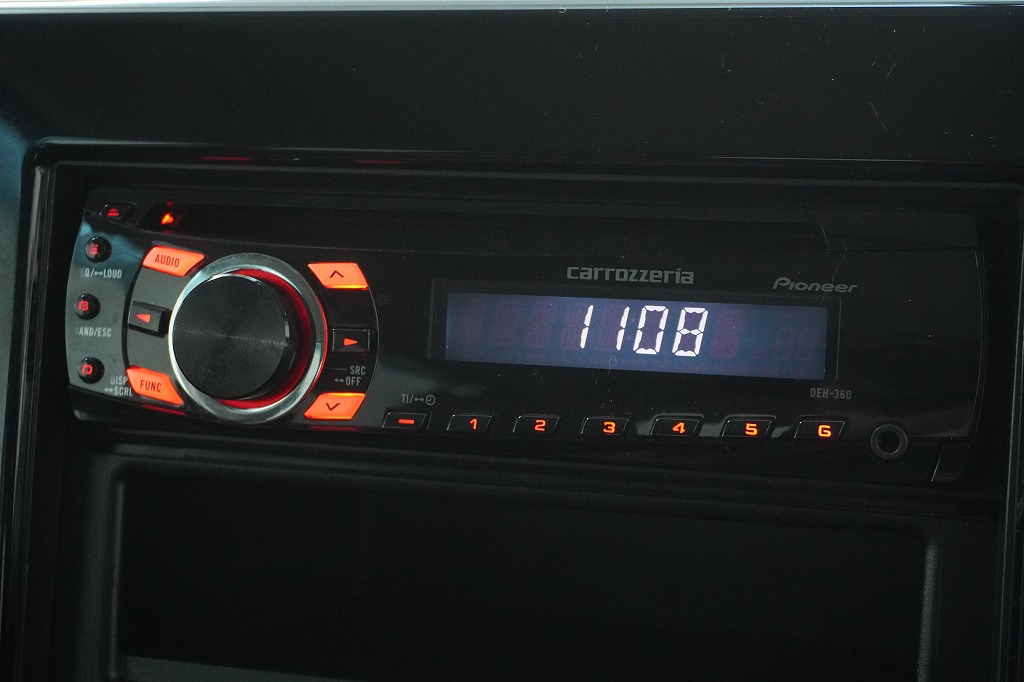 AUDIO
EQ/⊷LOUD
BAND/ESC
DISP
⊷SCRL
FUNC
SRC
⊷OFF
carrozzeria
Pioneer
1108
DEH-360
TI/⊷
1
2
3
4
5
6